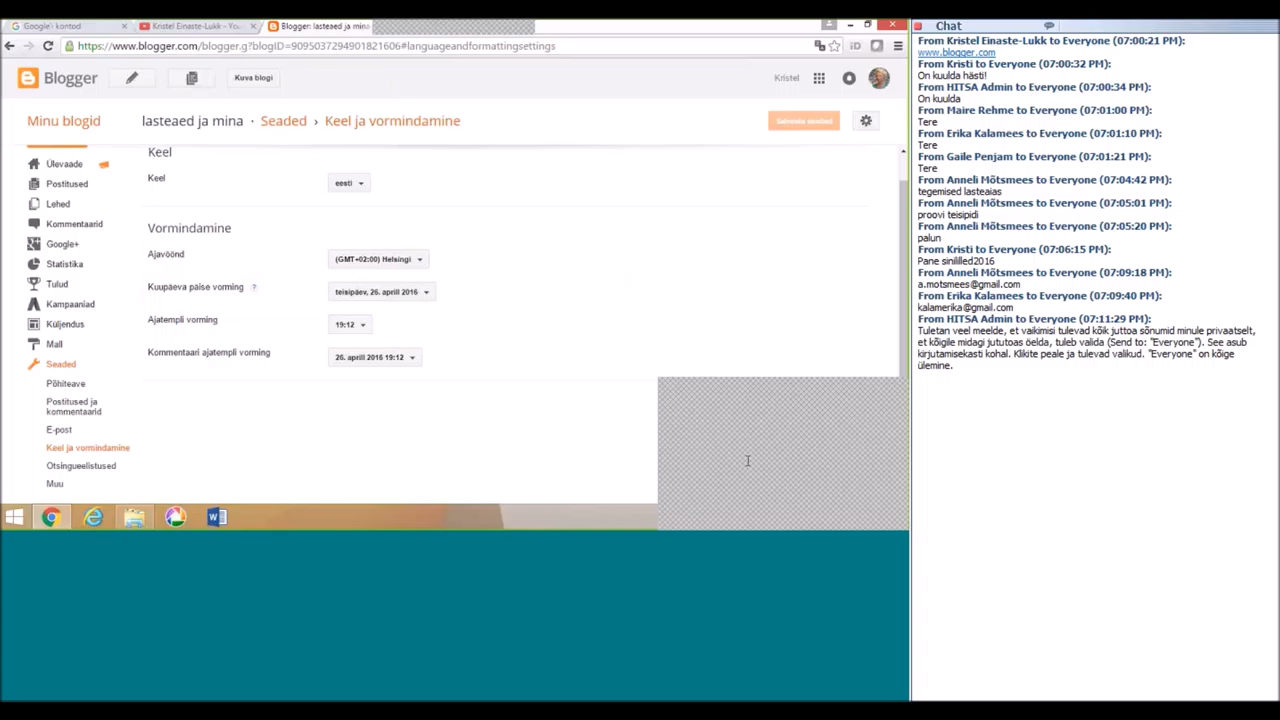 Google'i kontod
Kristel Einaste-Lukk - You
Blogger: lasteaed ja mina
https://www.blogger.com/blogger.g?blogID=9095037294901821606#languageandformattingsettings
Blogger
Kuva blogi
Kristel
Minu blogid
lasteaed ja mina · Seaded › Keel ja vormindamine
Salvesta seaded
Ülevaade
Postitused
Lehed
Kommentaarid
Google+
Statistika
Tulud
Kampaaniad
Küljendus
Mall
Seaded
Põhiteave
Postitused ja
kommentaarid
E-post
Keel ja vormindamine
Otsingueelistused
Muu
Keel
Keel
eesti
Vormindamine
Ajavöönd
(GMT+02:00) Helsingi
Kuupäeva päise vorming ?
teisipäev, 26. aprill 2016
Ajatempli vorming
19:12
Kommentaari ajatempli vorming
26. aprill 2016 19:12
Chat
From Kristel Einaste-Lukk to Everyone (07:00:21 PM):
www.blogger.com
From Kristi to Everyone (07:00:32 PM):
On kuulda hästi!
From HITSA Admin to Everyone (07:00:34 PM):
On kuulda
From Maire Rehme to Everyone (07:01:00 PM):
Tere
From Erika Kalamees to Everyone (07:01:10 PM):
Tere
From Gaile Penjam to Everyone (07:01:21 PM):
Tere
From Anneli Mõtsmees to Everyone (07:04:42 PM):
tegemised lasteaias
From Anneli Mõtsmees to Everyone (07:05:01 PM):
proovi teisipidi
From Anneli Mõtsmees to Everyone (07:05:20 PM):
palun
From Kristi to Everyone (07:06:15 PM):
Pane sinililled2016
From Anneli Mõtsmees to Everyone (07:09:18 PM):
a.motsmees@gmail.com
From Erika Kalamees to Everyone (07:09:40 PM):
kalamerika@gmail.com
From HITSA Admin to Everyone (07:11:29 PM):
Tuletan veel meelde, et vaikimisi tulevad kõik juttoa sõnumid minule privaatselt,
et kõigile midagi jututoas öelda, tuleb valida (Send to: "Everyone"). See asub
kirjutamisekasti kohal. Klikite peale ja tulevad valikud. "Everyone" on kõige
ülemine.